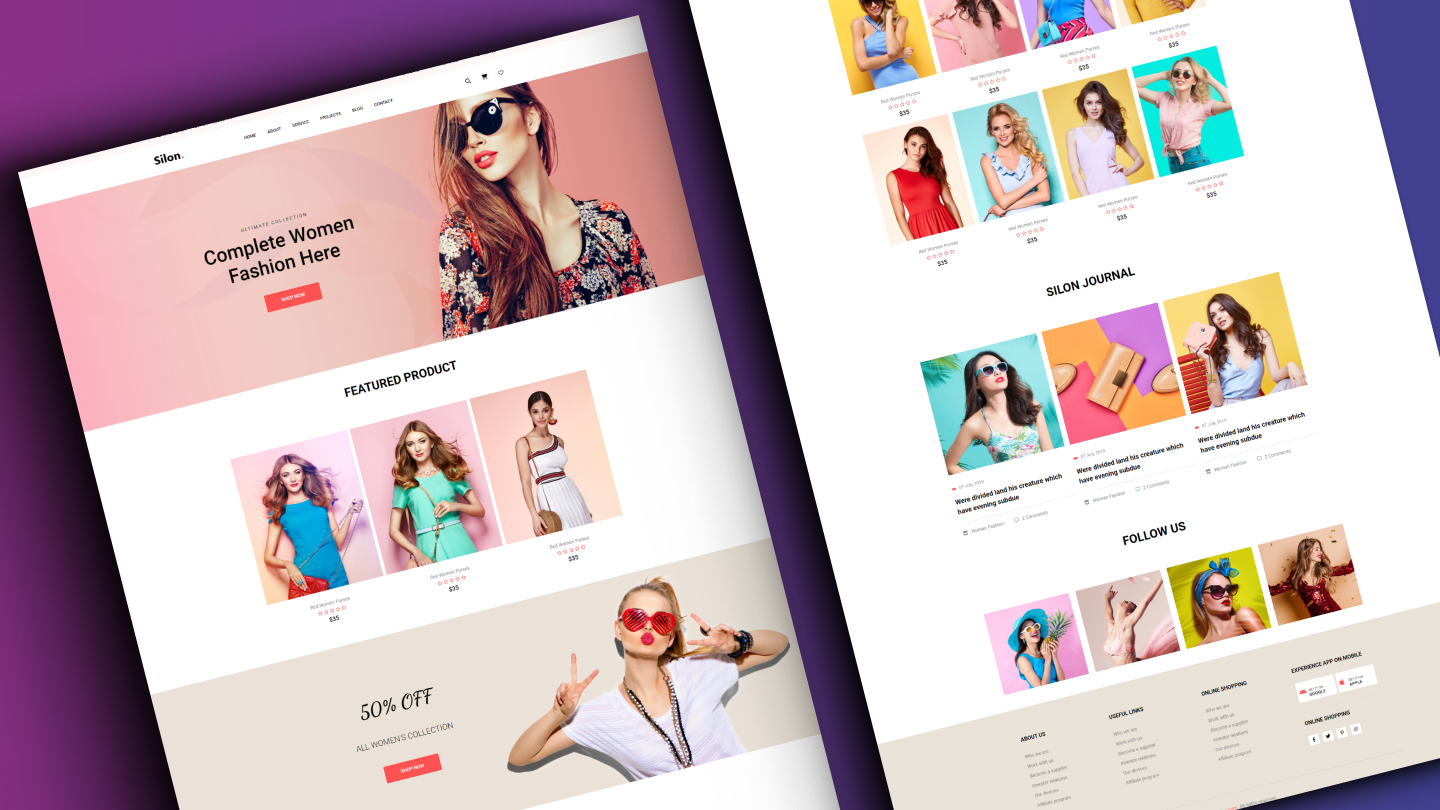 Silon.
HOME ABOUT SERVICE PROJECTS BLOG CONTACT
ULTIMATE COLLECTION
Complete Women
Fashion Here
SHOP NOW
FEATURED PRODUCT
Red Women Purses
$35
Red Women Purses
$35
Red Women Purses
$35
50% OFF
ALL WOMEN'S COLLECTION
SHOP NOW
Red Women Purses
$35
Red Women Purses
$35
Red Women Purses
$35
Red Women Purses
$35
Red Women Purses
$35
Red Women Purses
$35
Red Women Purses
$35
Red Women Purses
$35
SILON JOURNAL
07 July, 2019
Were divided land his creature which
have evening subdue
Woman Fashion 2 Comments
07 July, 2019
Were divided land his creature which
have evening subdue
Woman Fashion 2 Comments
07 July, 2019
Were divided land his creature which
have evening subdue
Woman Fashion 2 Comments
FOLLOW US
ABOUT US
Who we are
Work with us
Become a supplier
Investor relations
Our devices
Affiliate program
USEFUL LINKS
Who we are
Work with us
Become a supplier
Investor relations
Our devices
Affiliate program
ONLINE SHOPPING
Who we are
Work with us
Become a supplier
Investor relations
Our devices
Affiliate program
EXPERIENCE APP ON MOBILE
GET IT ON
GOOGLE
GET IT ON
APPLE
ONLINE SHOPPING